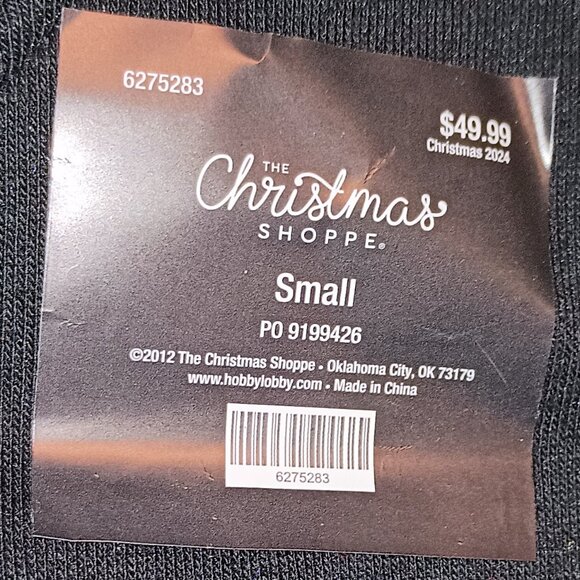 6275283
$49.99
Christmas 2024
THE
Christmas
SHOPPE®
Small
PO 9199426
©2012 The Christmas Shoppe • Oklahoma City, OK 73179
www.hobbylobby.com • Made in China
6275283